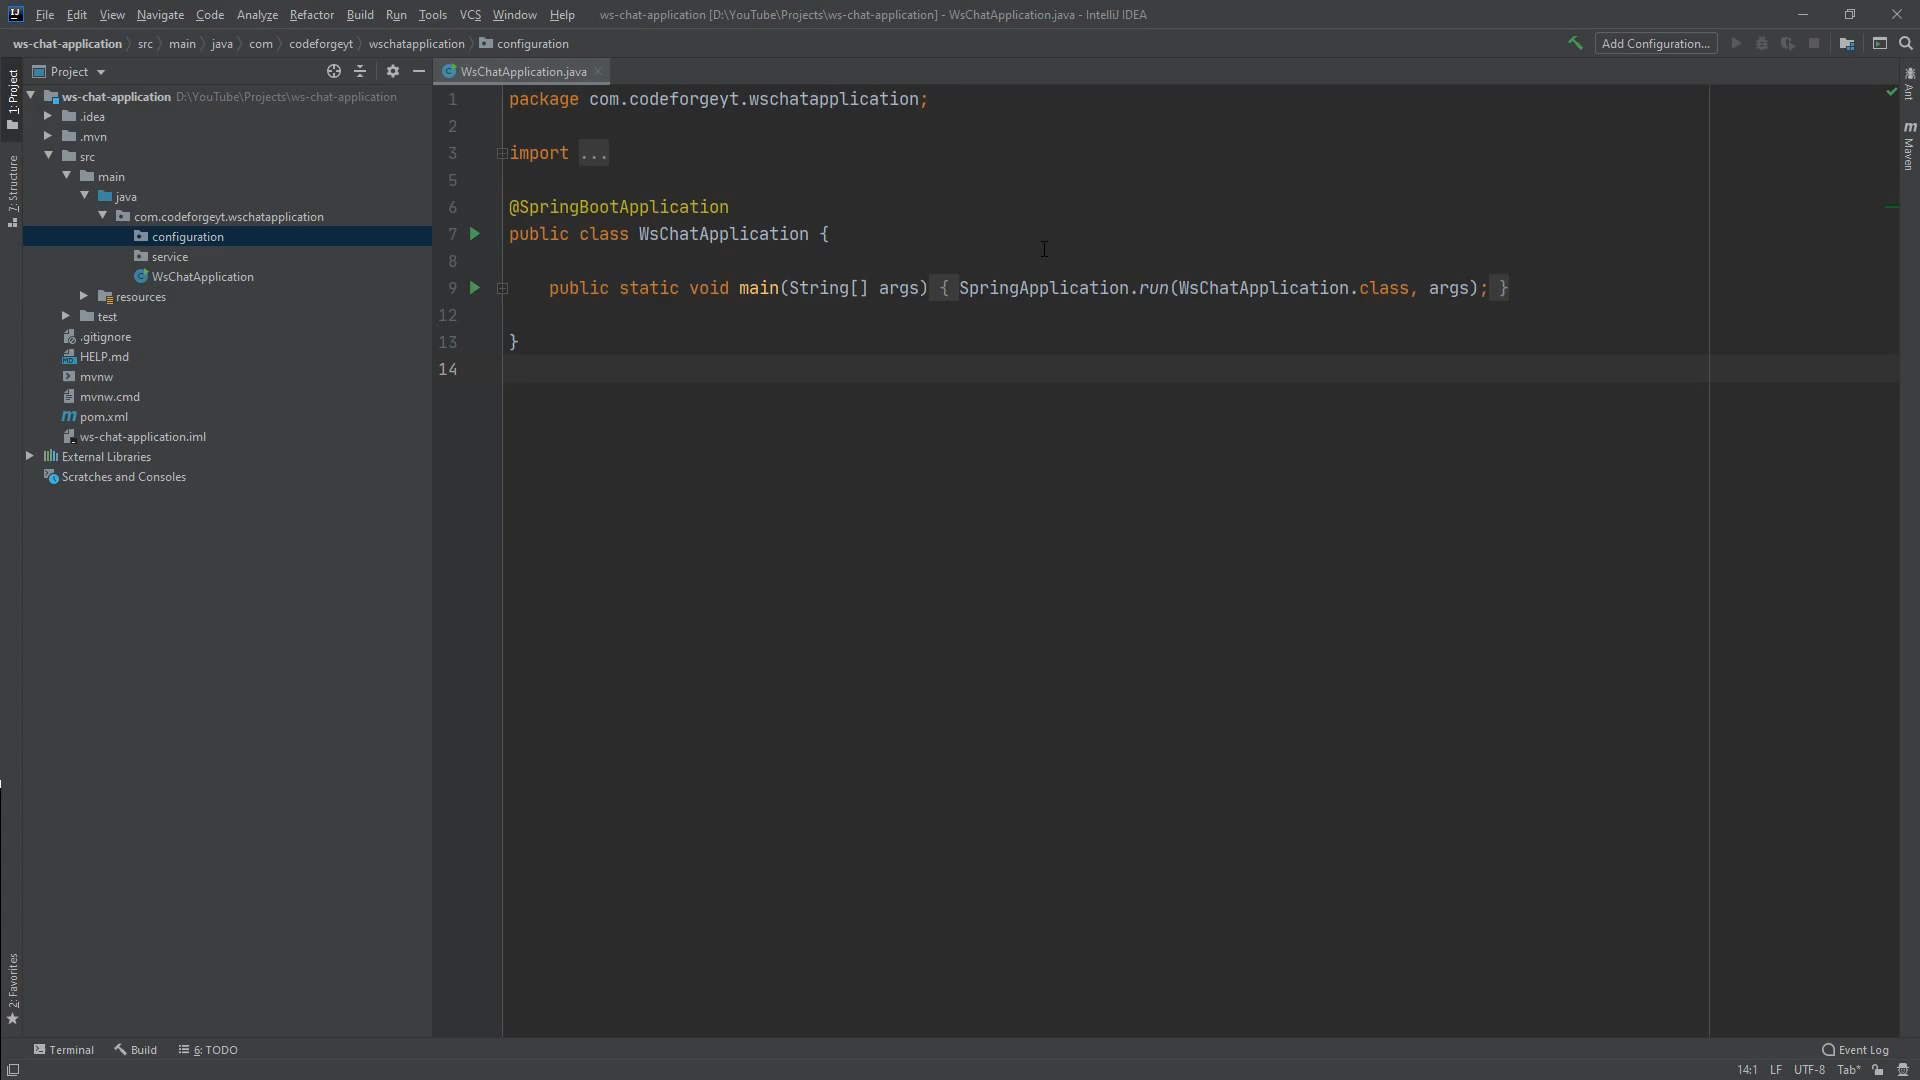 File Edit View Navigate Code Analyze Refactor Build Run Tools VCS Window Help ws-chat-application [D:\YouTube\Projects\ws-chat-application] - WsChatApplication.java - IntelliJ IDEA
ws-chat-application src main java com codeforgeyt wschatapplication configuration Add Configuration...
Project
WsChatApplication.java
1: Project
7: Structure
2: Favorites
ws-chat-application D:\YouTube\Projects\ws-chat-application
.idea
.mvn
src
main
java
com.codeforgeyt.wschatapplication
configuration
service
WsChatApplication
resources
test
.gitignore
HELP.md
mvnw
mvnw.cmd
pom.xml
ws-chat-application.iml
External Libraries
Scratches and Consoles
1 package com.codeforgeyt.wschatapplication;
2
3 import ...
5
6 @SpringBootApplication
7 public class WsChatApplication {
8
9 public static void main(String[] args) { SpringApplication.run(WsChatApplication.class, args); }
12
13 }
14
Ant
Maven
Terminal Build 6: TODO Event Log
14:1 LF UTF-8 Tab*